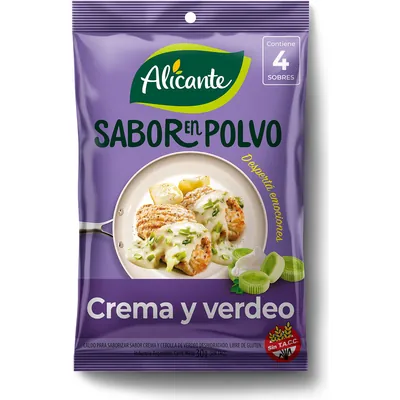 Contiene
4
SOBRES
Alicante
SABOR EN POLVO
Despertá emociones
Crema y verdeo
Sin T.A.C.C.